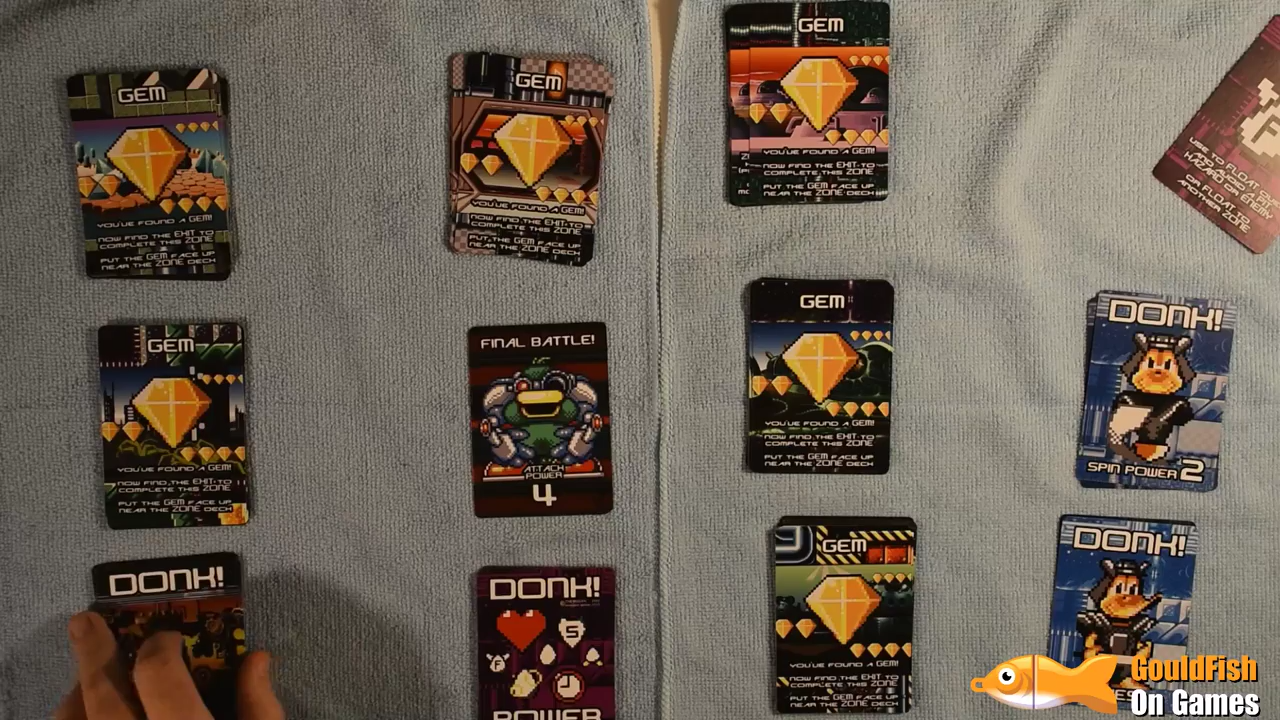 GEM
YOU'VE FOUND A GEM!
NOW FIND THE EXIT TO
COMPLETE THIS ZONE
PUT THE GEM FACE UP
NEAR THE ZONE DECK
GEM
YOU'VE FOUND A GEM!
NOW FIND THE EXIT TO
COMPLETE THIS ZONE
PUT THE GEM FACE UP
NEAR THE ZONE DECK
GEM
YOU'VE FOUND A GEM!
NOW FIND THE EXIT TO
COMPLETE THIS ZONE
PUT THE GEM FACE UP
NEAR THE ZONE DECK
F
USE TO FLOAT
HAZARD OR ENEMY
OR FLOAT TO
ANOTHER ZONE
GEM
YOU'VE FOUND A GEM!
NOW FIND THE EXIT TO
COMPLETE THIS ZONE
PUT THE GEM FACE UP
NEAR THE ZONE DECK
FINAL BATTLE!
ATTACK
POWER
4
GEM
YOU'VE FOUND A GEM!
NOW FIND THE EXIT TO
COMPLETE THIS ZONE
PUT THE GEM FACE UP
NEAR THE ZONE DECK
DONK!
SPIN POWER 2
DONK!
DONK!
S
F
POWER
GEM
YOU'VE FOUND A GEM!
NOW FIND THE EXIT TO
COMPLETE THIS ZONE
PUT THE GEM FACE UP
NEAR THE ZONE DECK
DONK!
GouldFish
On Games